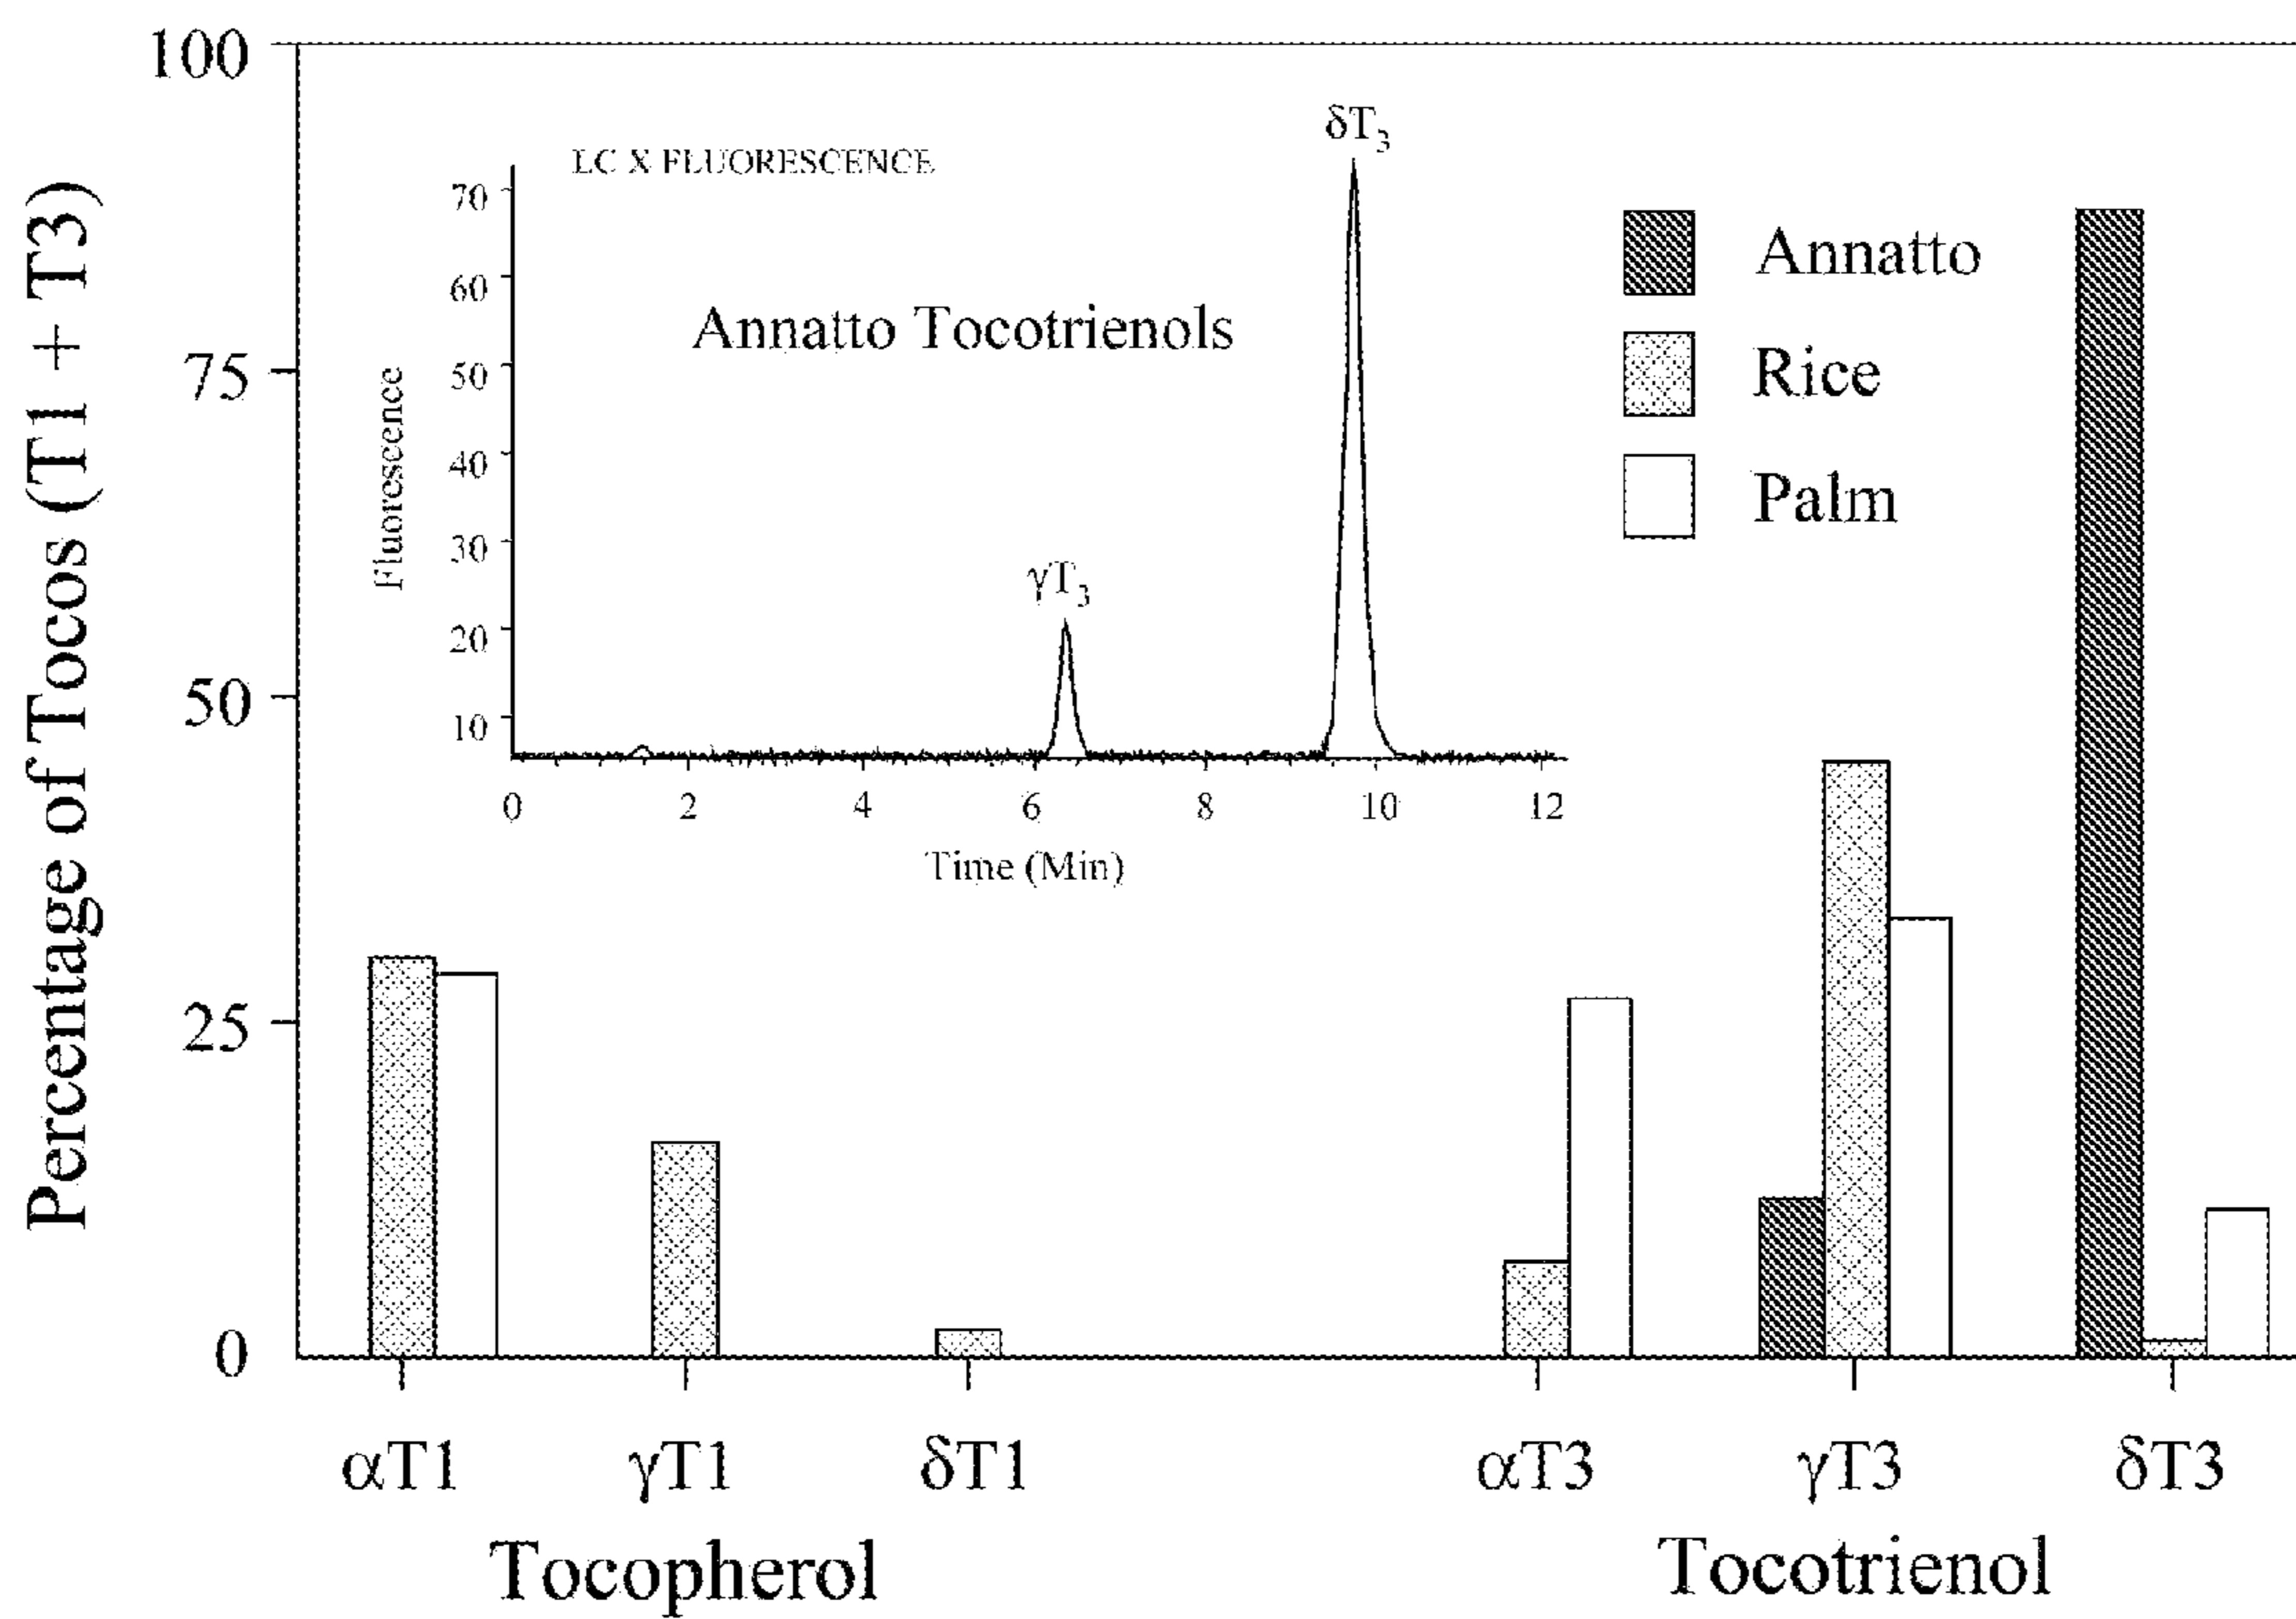 Percentage of Tocos (T1 + T3)
100
75
50
25
0
LC X FLUORESCENCE
Annatto Tocotrienols
Fluorescence
70
60
50
40
30
20
10
γT3
δT3
0 2 4 6 8 10 12
Time (Min)
Annatto
Rice
Palm
αT1 γT1 δT1 αT3 γT3 δT3
Tocopherol Tocotrienol